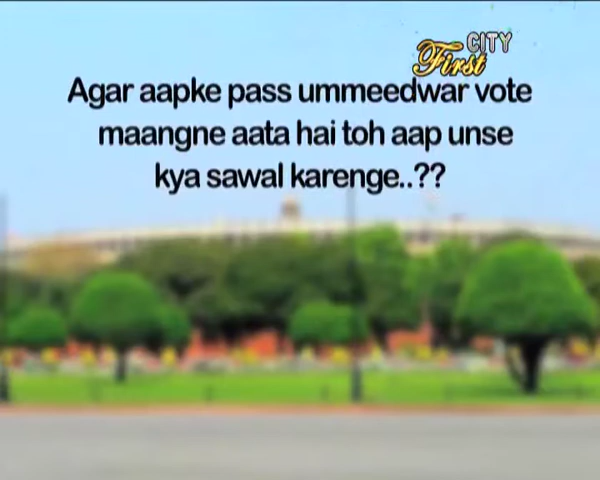 CITY
First
Agar aapke pass ummeedwar vote
maangne aata hai toh aap unse
kya sawal karenge..??